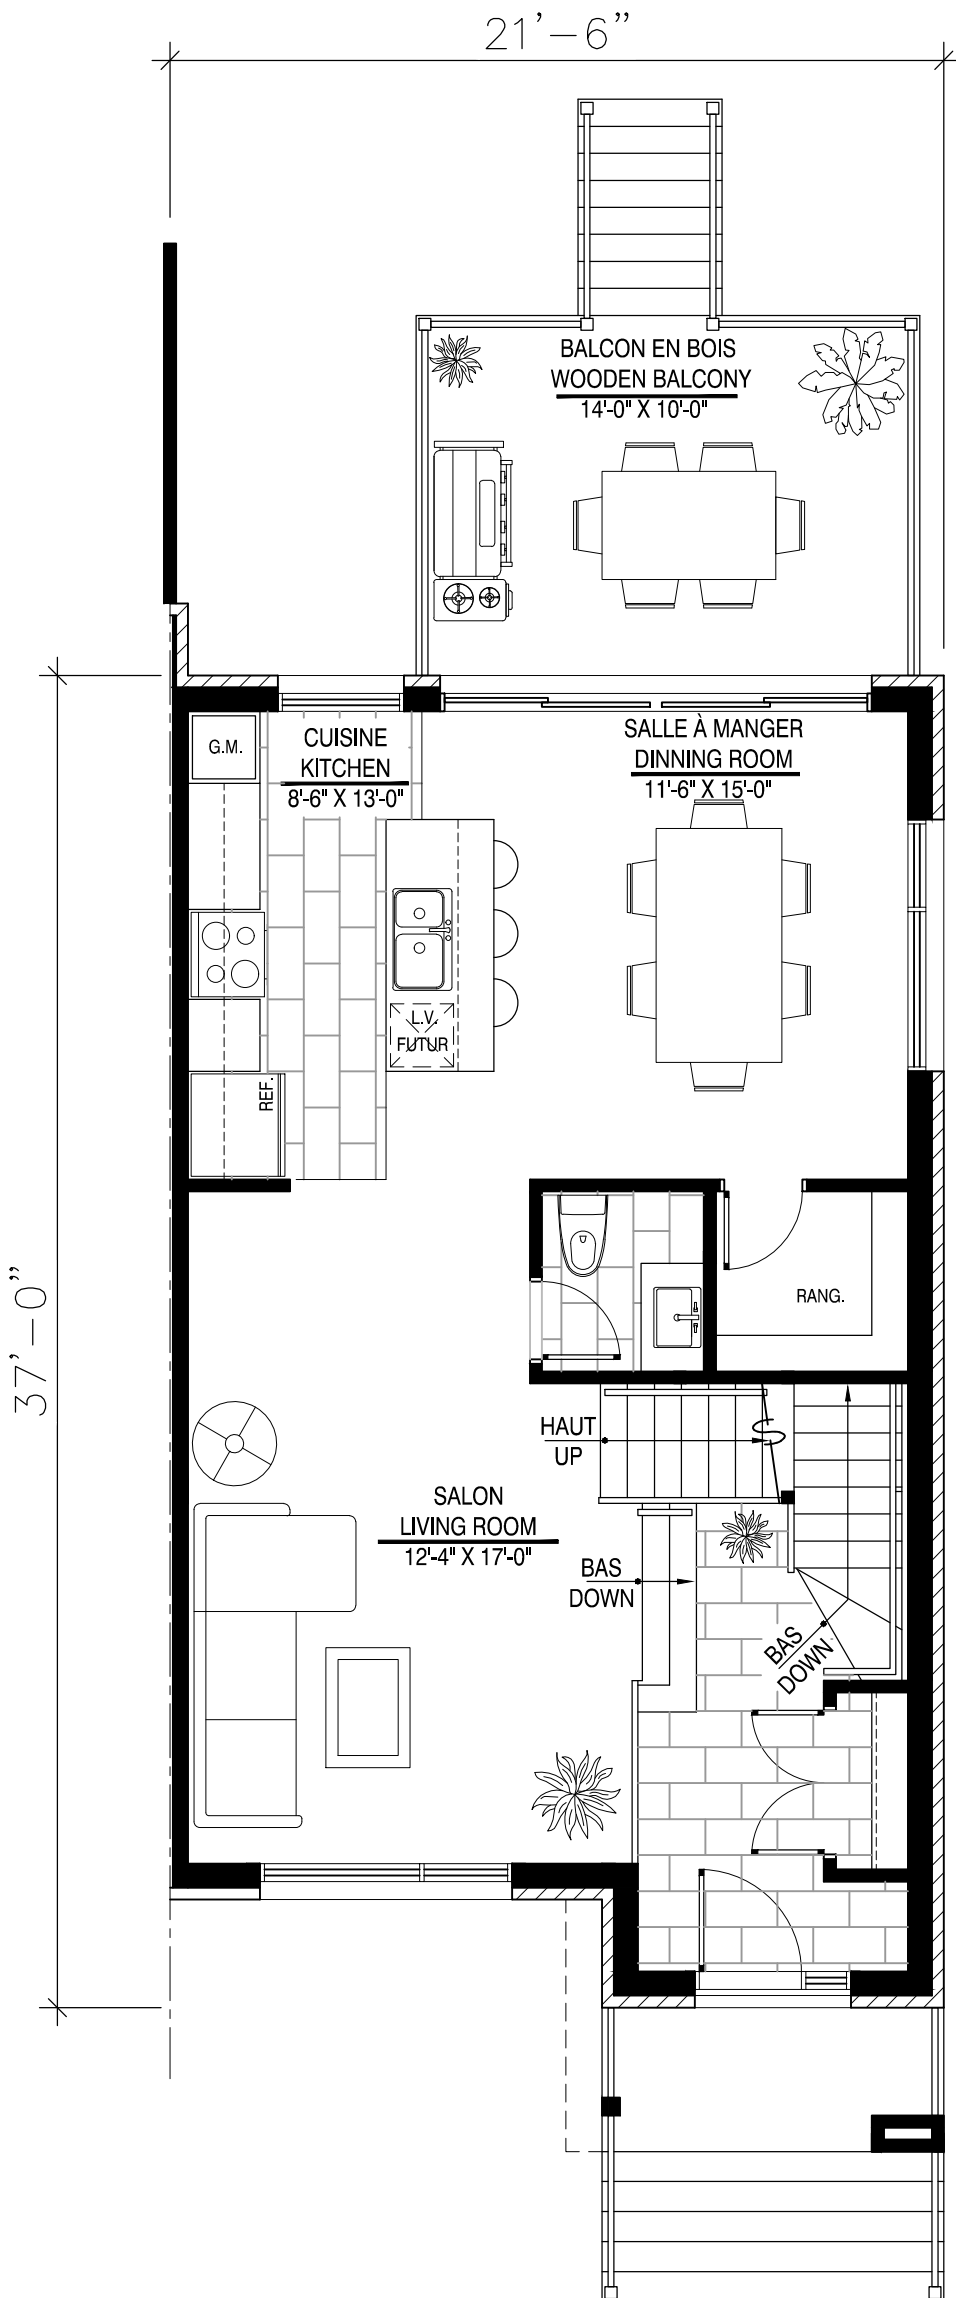 21'-6"
BALCON EN BOIS
WOODEN BALCONY
14'-0" X 10'-0"
G.M.
CUISINE
KITCHEN
8'-6" X 13'-0"
SALLE À MANGER
DINNING ROOM
11'-6" X 15'-0"
L.V.
FUTUR
REF.
RANG.
37'-0"
HAUT
UP
SALON
LIVING ROOM
12'-4" X 17'-0"
BAS
DOWN
BAS
DOWN